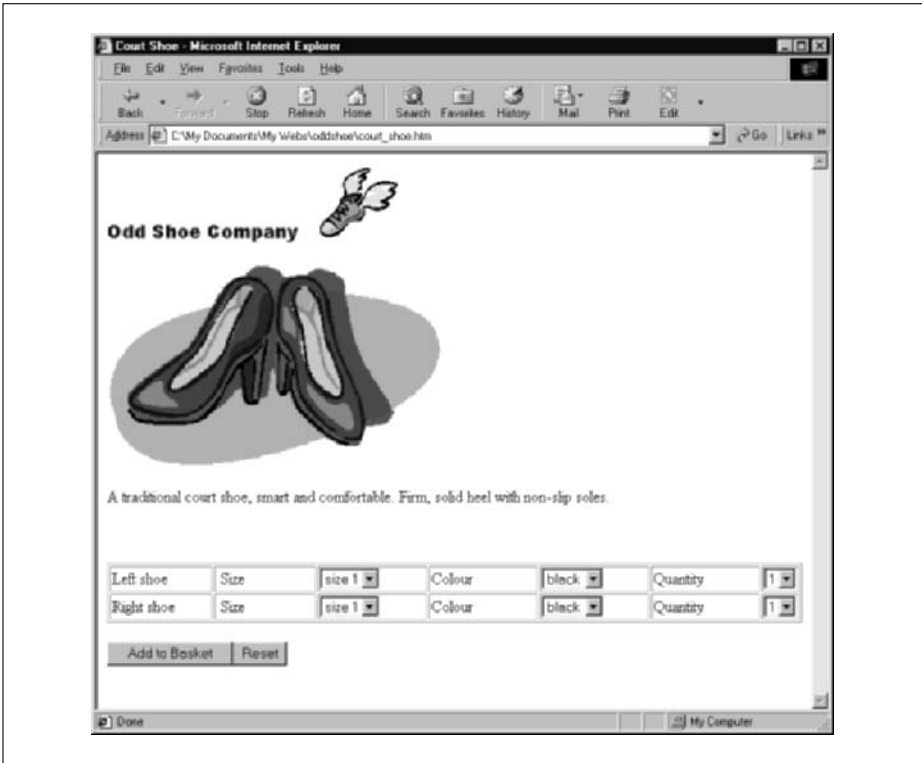 Court Shoe - Microsoft Internet Explorer
File Edit View Favorites Tools Help
Back Forward Stop Refresh Home Search Favorites History Mail Print Edit
Address C:\My Documents\My Webs\oddshoe\court_shoe.htm Go Links »
Odd Shoe Company
A traditional court shoe, smart and comfortable. Firm, solid heel with non-slip soles.
Left shoe Size size 1 Colour black Quantity 1
Right shoe Size size 1 Colour black Quantity 1
Add to Basket Reset
Done My Computer